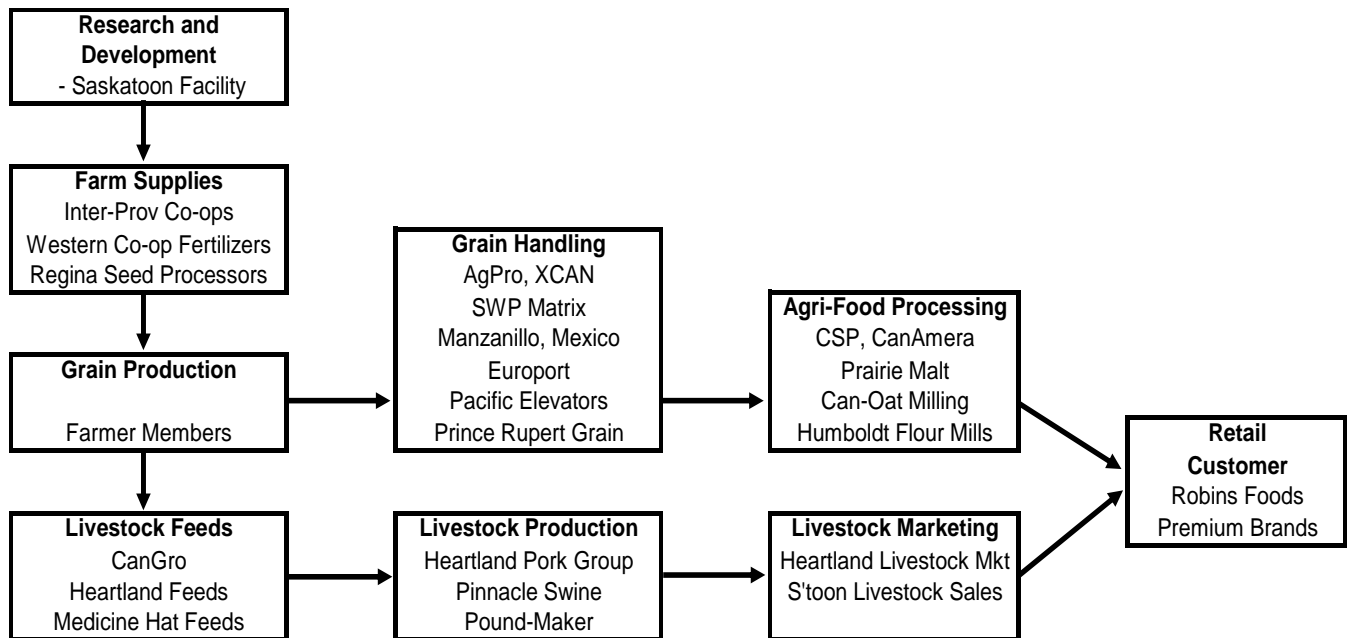 Research and
Development
- Saskatoon Facility
Farm Supplies
Inter-Prov Co-ops
Western Co-op Fertilizers
Regina Seed Processors
Grain Production
Farmer Members
Livestock Feeds
CanGro
Heartland Feeds
Medicine Hat Feeds
Grain Handling
AgPro, XCAN
SWP Matrix
Manzanillo, Mexico
Europort
Pacific Elevators
Prince Rupert Grain
Livestock Production
Heartland Pork Group
Pinnacle Swine
Pound-Maker
Agri-Food Processing
CSP, CanAmera
Prairie Malt
Can-Oat Milling
Humboldt Flour Mills
Livestock Marketing
Heartland Livestock Mkt
S'toon Livestock Sales
Retail
Customer
Robins Foods
Premium Brands